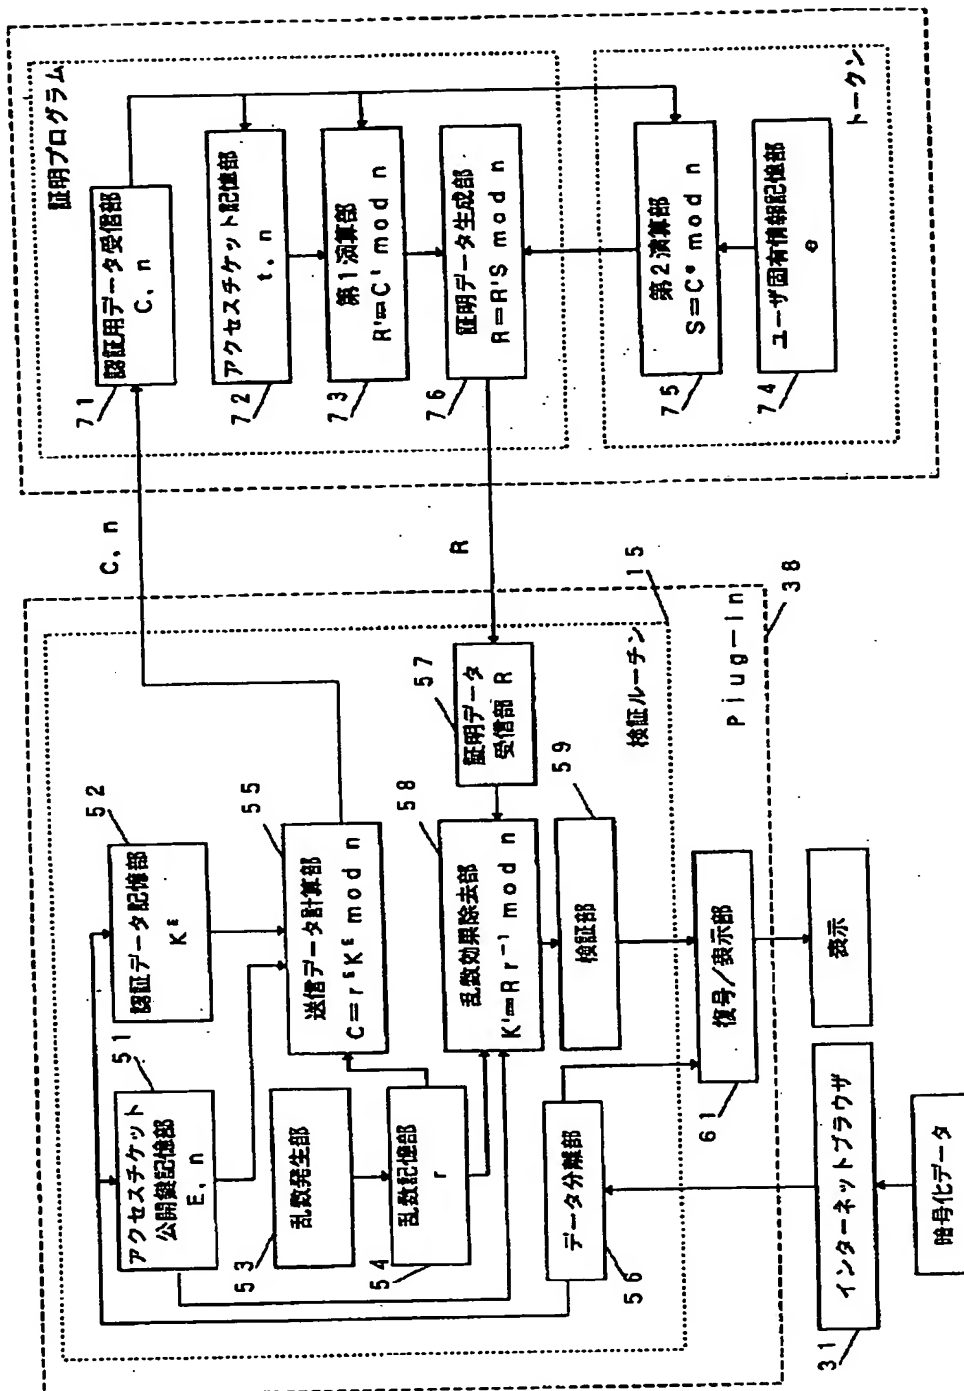 証明プログラム
71
認証用データ受信部
C, n
72
アクセスチケット記憶部
t, n
73
第1演算部
R'=C' mod n
76
証明データ生成部
R=R'S mod n
75
第2演算部
S=Cᵉ mod n
74
ユーザ固有情報記憶部
e
トークン
C, n
R
52
認証データ記憶部
Kᴱ
51
アクセスチケット
公開鍵記憶部
E, n
55
送信データ計算部
C=rᴱKᴱ mod n
53
乱数発生部
54
乱数記憶部
r
57
証明データ
受信部 R
58
乱数効果除去部
K'=Rr⁻¹ mod n
59
検証部
56
データ分離部
検証ルーチン
15
Plug-In
38
61
復号/表示部
表示
31
インターネットブラウザ
暗号化データ